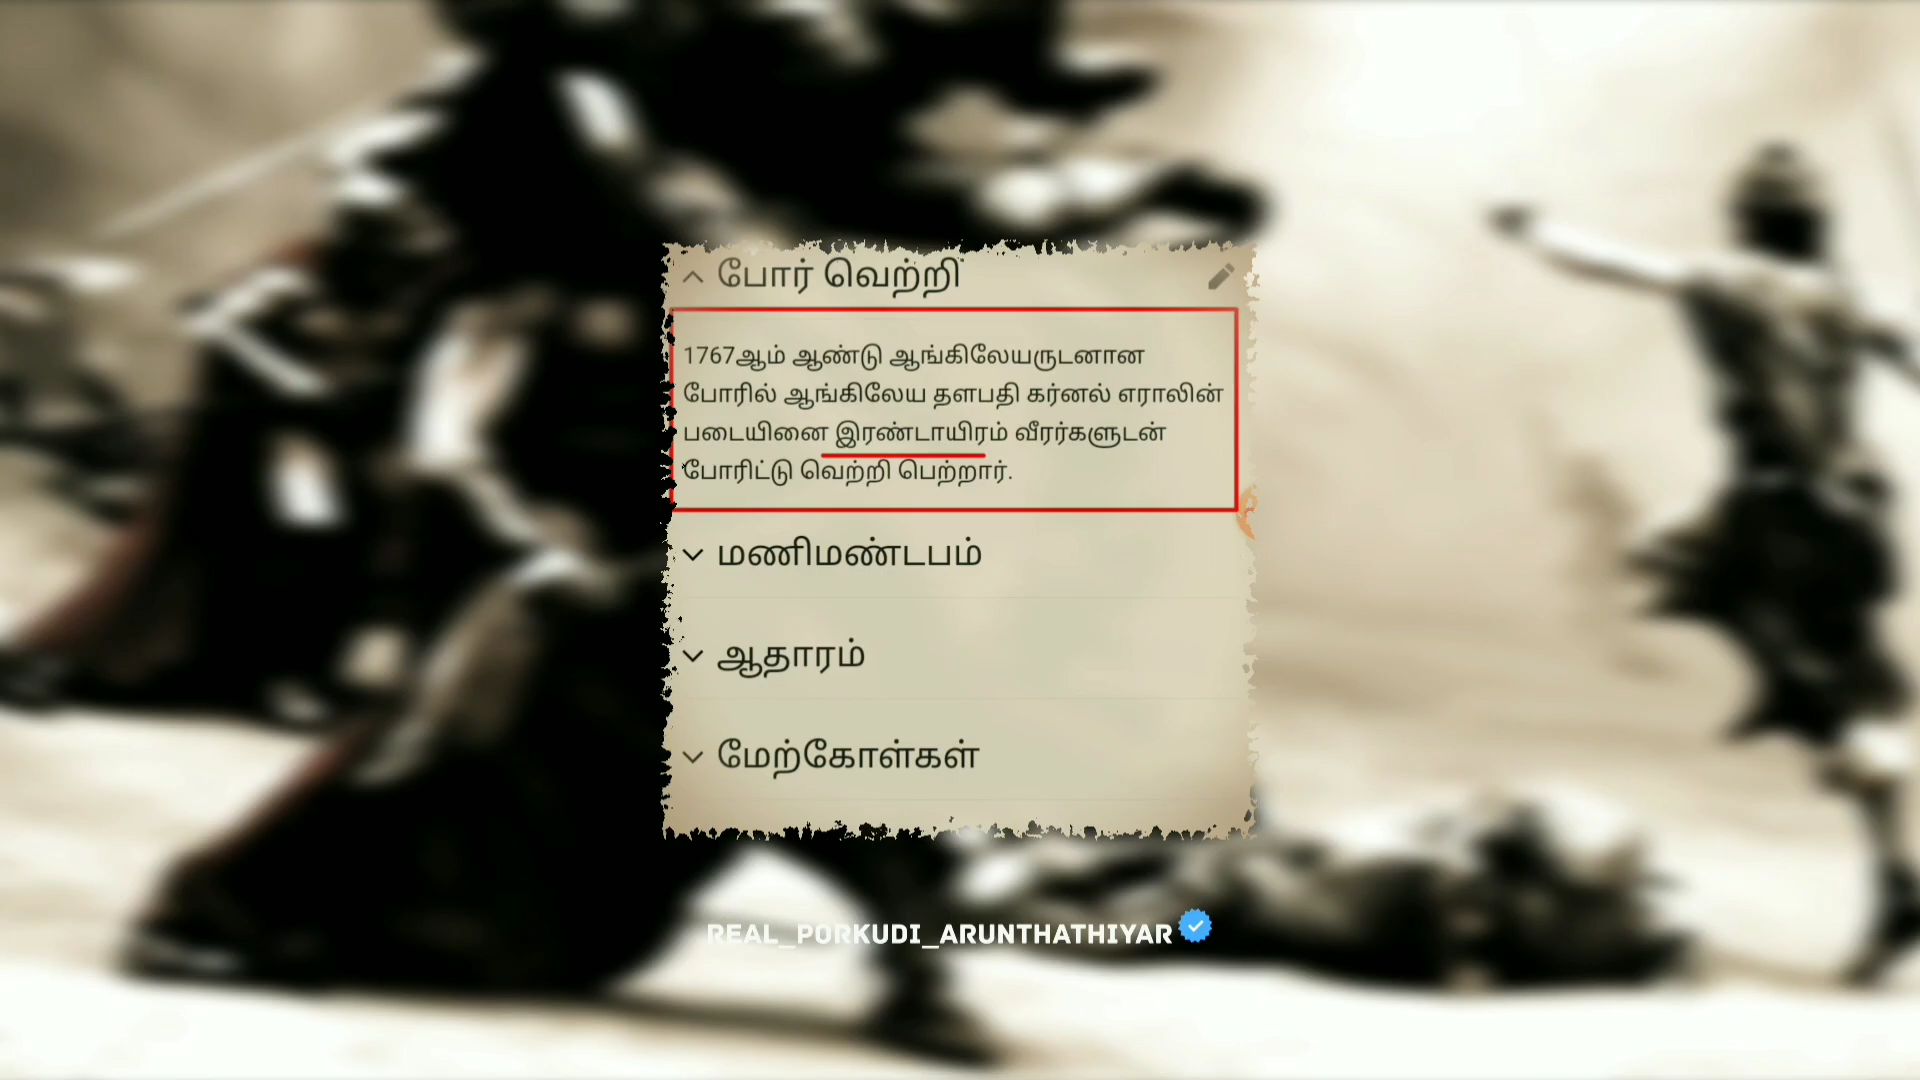 போர் வெற்றி
1767ஆம் ஆண்டு ஆங்கிலேயருடனான
போரில் ஆங்கிலேய தளபதி கர்னல் எராலின்
படையினை இரண்டாயிரம் வீரர்களுடன்
போரிட்டு வெற்றி பெற்றார்.
மணிமண்டபம்
ஆதாரம்
மேற்கோள்கள்
REAL_PORKUDI_ARUNTHATHIYAR